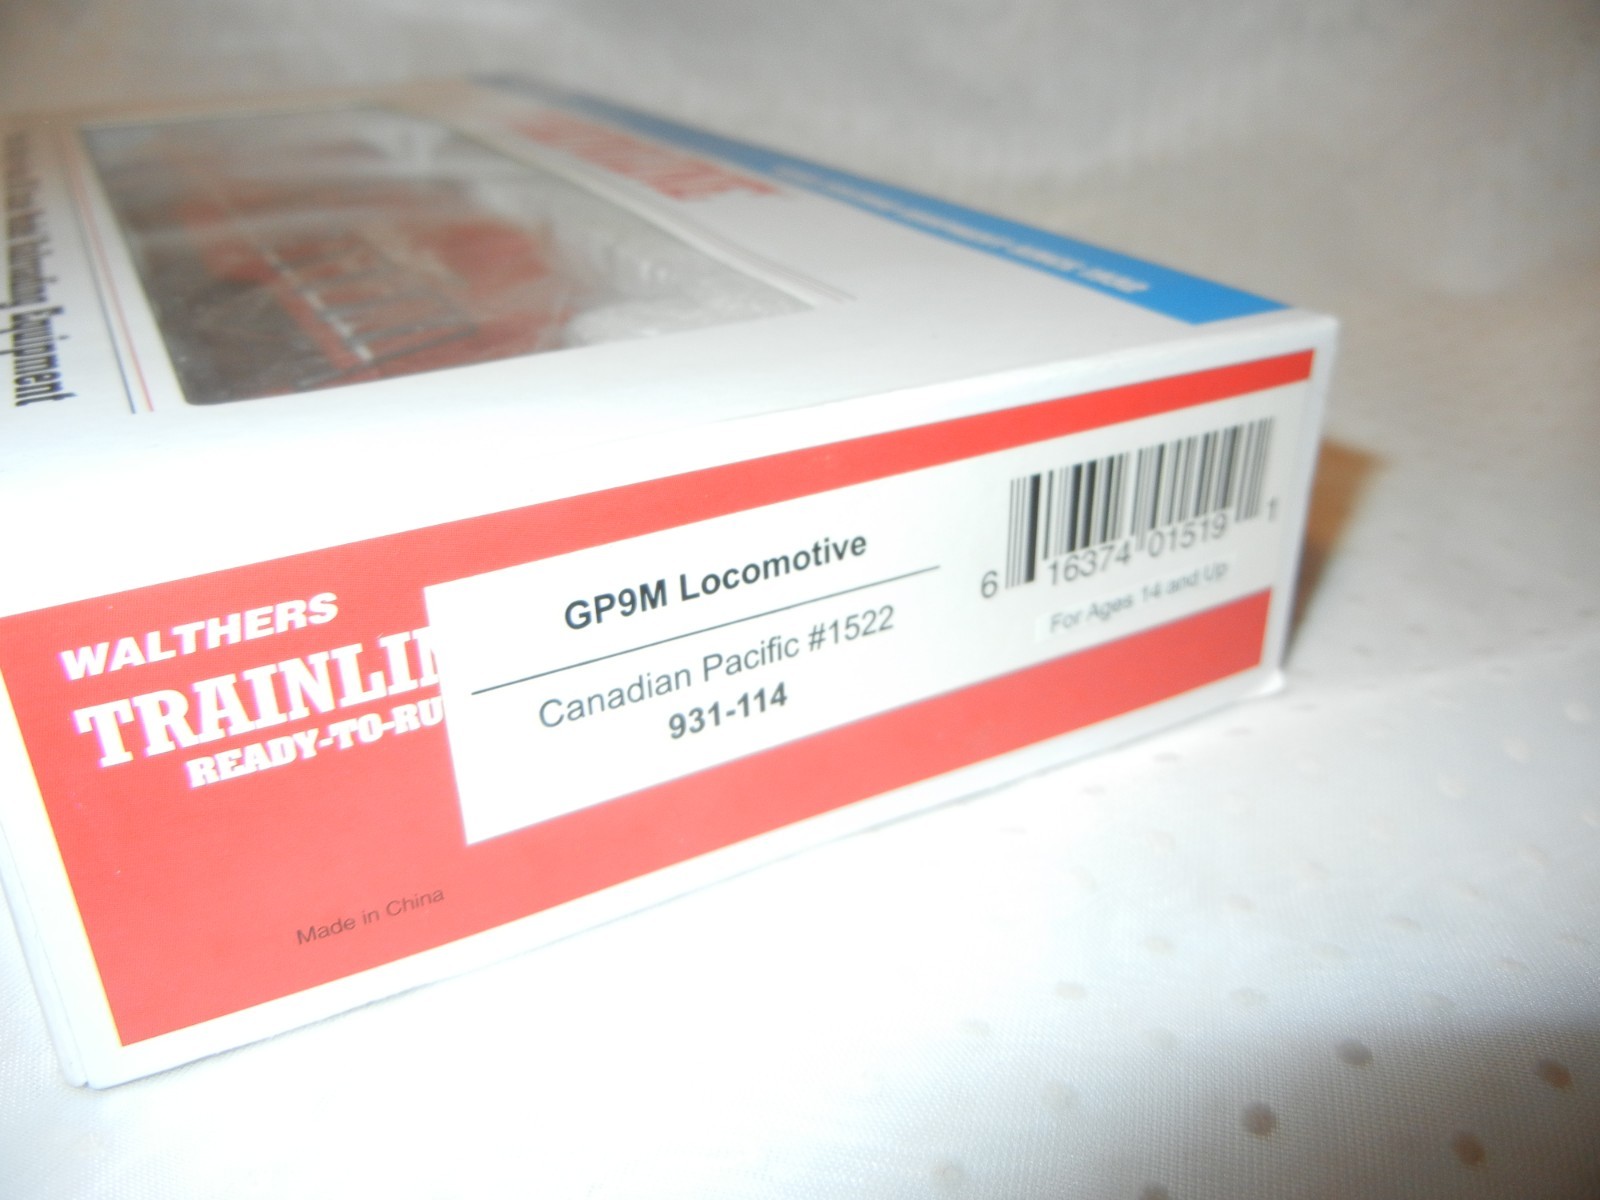 Equipment
WALTHERS
TRAINLIN
READY-TO-RU
GP9M Locomotive
Canadian Pacific #1522
931-114
6 16374 01519 1
For Ages 14 and Up
Made in China